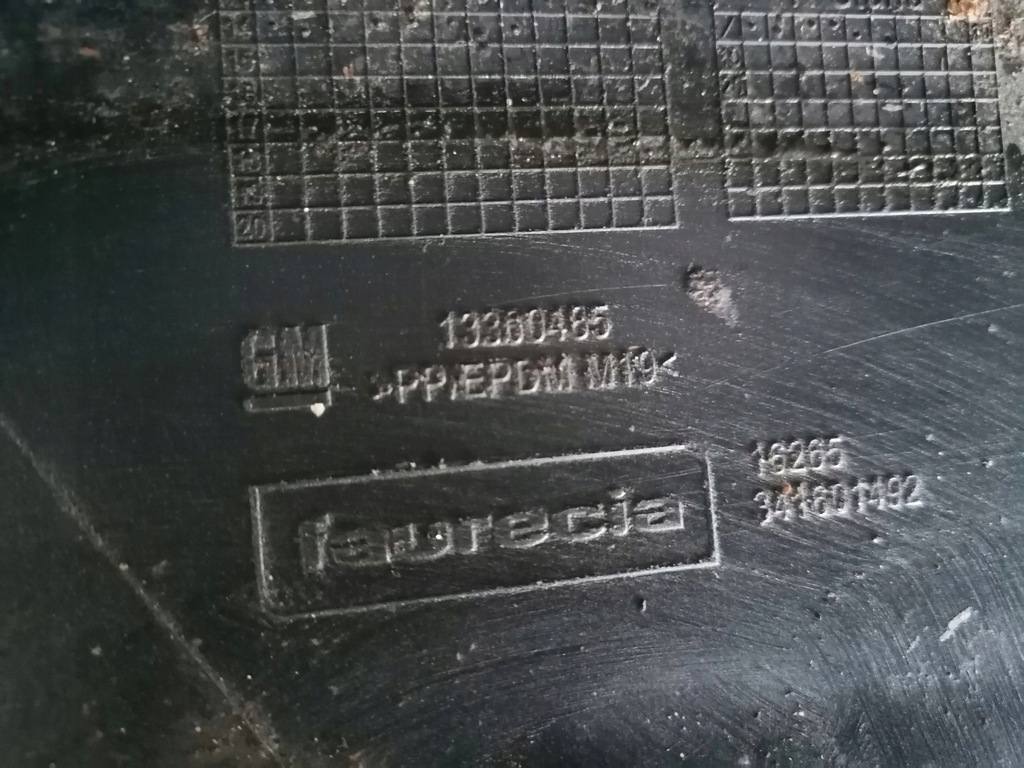 20
GM
13360485
>PP/EPDM M19<
faurecia
16265
341601492